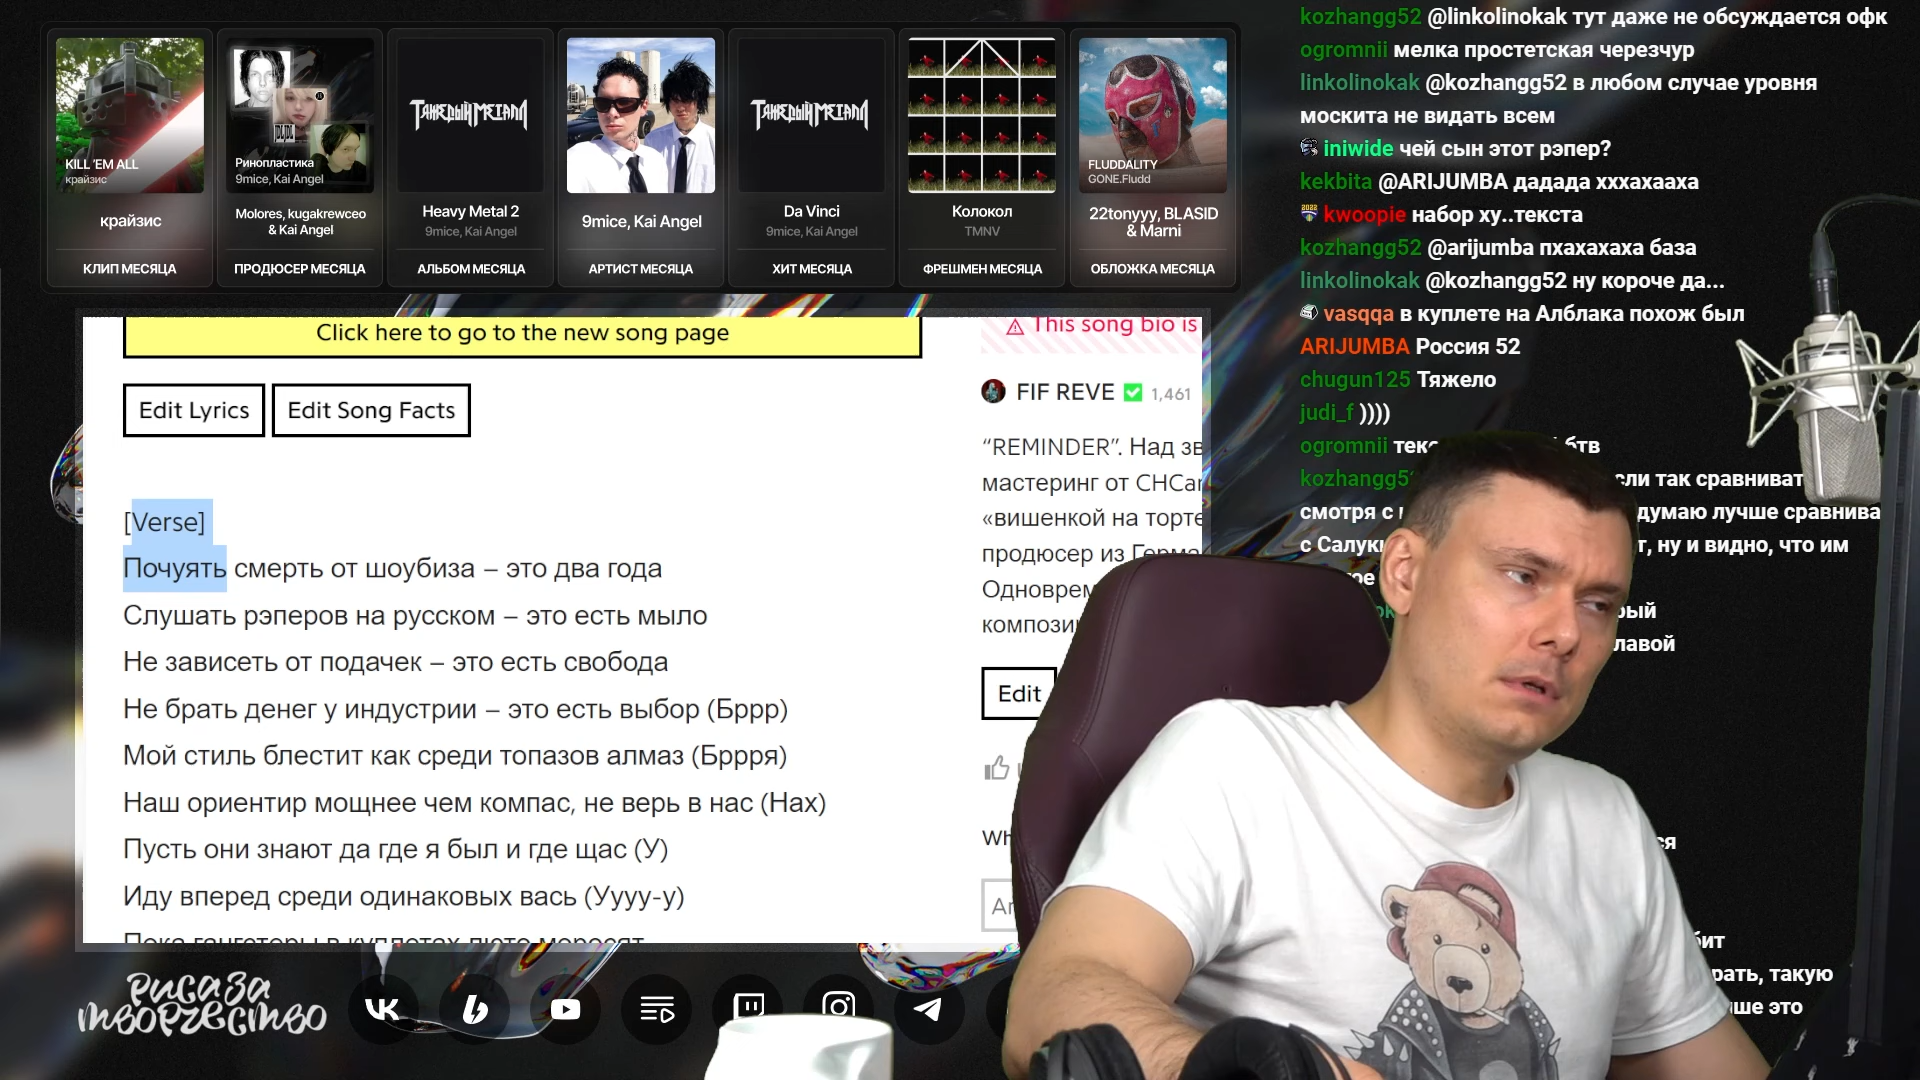 KILL 'EM ALL
крайзис
крайзис
КЛИП МЕСЯЦА
Ринопластика
9mice, Kai Angel
Molores, kugakrewceo
& Kai Angel
ПРОДЮСЕР МЕСЯЦА
ТЯЖЕЛЫЙ МЕТАЛЛ
Heavy Metal 2
9mice, Kai Angel
АЛЬБОМ МЕСЯЦА
9mice, Kai Angel
АРТИСТ МЕСЯЦА
ТЯЖЕЛЫЙ МЕТАЛЛ
Da Vinci
9mice, Kai Angel
ХИТ МЕСЯЦА
Колокол
TMNV
ФРЕШМЕН МЕСЯЦА
FLUDDALITY
GONE.Fludd
22tonyyy, BLASID
& Marni
ОБЛОЖКА МЕСЯЦА
Click here to go to the new song page
Edit Lyrics
Edit Song Facts
[Verse]
Почуять смерть от шоубиза – это два года
Слушать рэперов на русском – это есть мыло
Не зависеть от подачек – это есть свобода
Не брать денег у индустрии – это есть выбор (Бррр)
Мой стиль блестит как среди топазов алмаз (Бррря)
Наш ориентир мощнее чем компас, не верь в нас (Нах)
Пусть они знают да где я был и где щас (У)
Иду вперед среди одинаковых вась (Уууу-у)
This song bio is
FIF REVE 1,461
“REMINDER”. Над
мастеринг от
«вишенкой на торте
продюсер из
Edit
kozhangg52 @linkolinokak тут даже не обсуждается офк
ogromnii мелка простетская черезчур
linkolinokak @kozhangg52 в любом случае уровня
москита не видать всем
iniwide чей сын этот рэпер?
kekbita @ARIJUMBA дадада хххахааха
kwoopie набор ху..текста
kozhangg52 @arijumba пхахахаха база
linkolinokak @kozhangg52 ну короче да...
vasqqa в куплете на Алблака похож был
ARIJUMBA Россия 52
chugun125 Тяжело
judi_f ))))
ogromnii
смотря с думаю лучше
с ну и видно, что им
такую
это
рисаза
творчество
VK